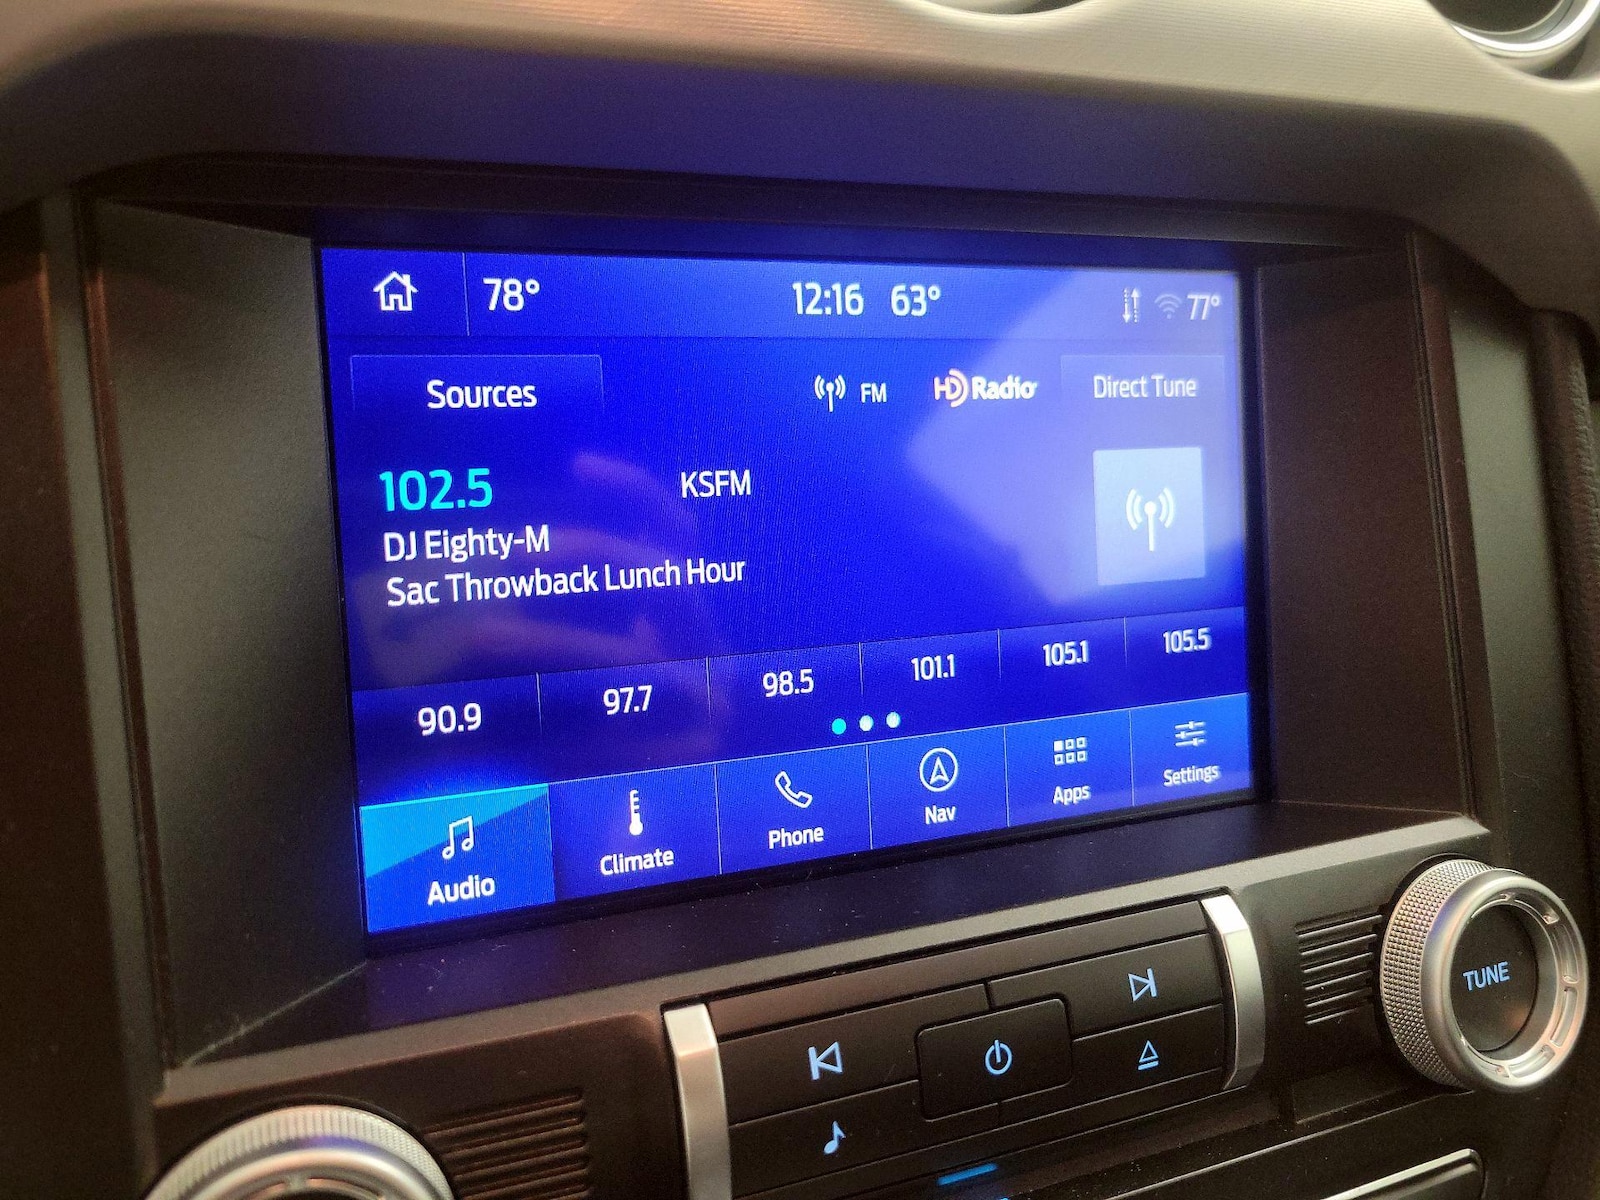 78° 12:16 63° 77°
Sources FM HD Radio Direct Tune
102.5 KSFM
DJ Eighty-M
Sac Throwback Lunch Hour
90.9 97.7 98.5 101.1 105.1 105.5
Audio Climate Phone Nav Apps Settings
TUNE